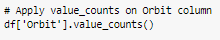 # Apply value_counts on Orbit column
df['Orbit'].value_counts()